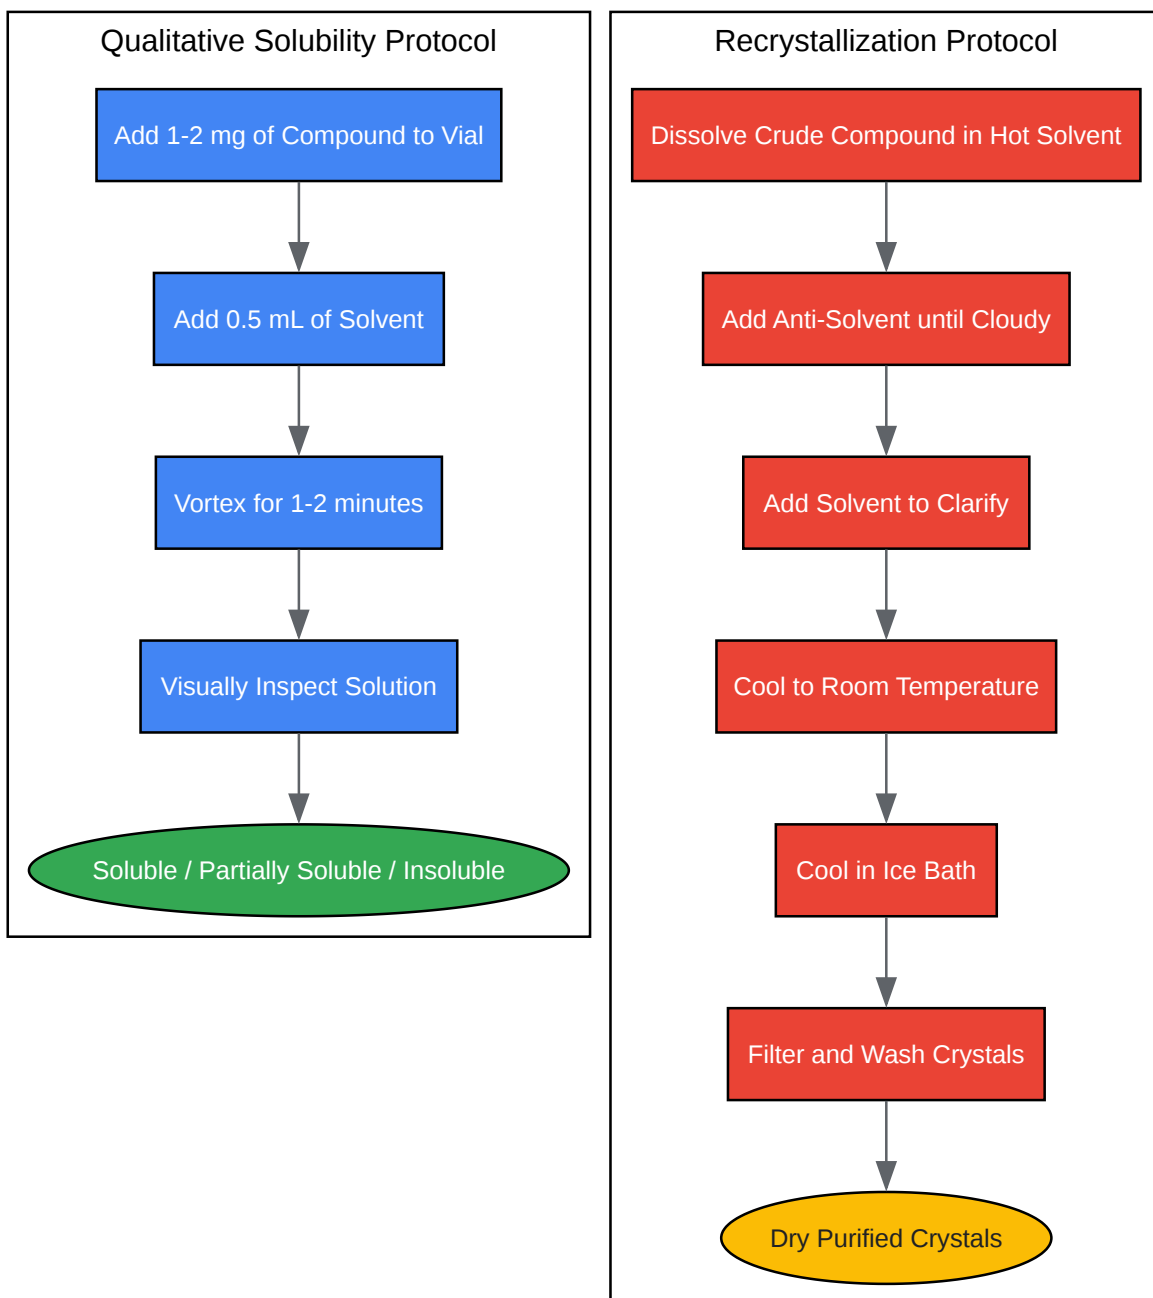 Qualitative Solubility Protocol
Add 1-2 mg of Compound to Vial
Add 0.5 mL of Solvent
Vortex for 1-2 minutes
Visually Inspect Solution
Soluble / Partially Soluble / Insoluble
Recrystallization Protocol
Dissolve Crude Compound in Hot Solvent
Add Anti-Solvent until Cloudy
Add Solvent to Clarify
Cool to Room Temperature
Cool in Ice Bath
Filter and Wash Crystals
Dry Purified Crystals